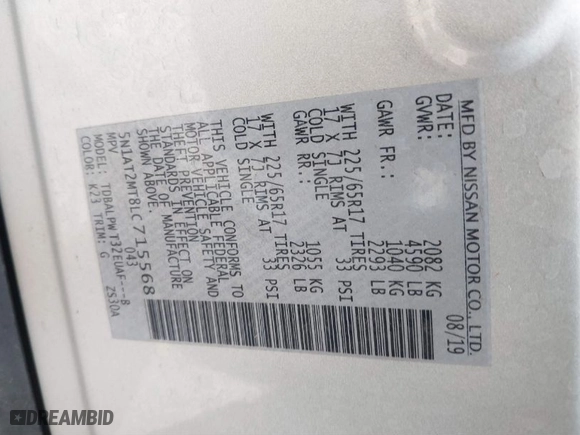 MFD BY NISSAN MOTOR CO., LTD.
DATE: 08/19
GVWR: 2082 KG
4590 LB
GAWR FR.: 1040 KG
2293 LB
WITH 225/65R17 TIRES
17 X 7J RIMS AT 33 PSI
COLD SINGLE
GAWR RR.: 1055 KG
2326 LB
WITH 225/65R17 TIRES
17 X 7J RIMS AT 33 PSI
COLD SINGLE
THIS VEHICLE CONFORMS TO
ALL APPLICABLE FEDERAL
MOTOR VEHICLE SAFETY AND
THEFT PREVENTION
STANDARDS IN EFFECT ON
THE DATE OF MANUFACTURE
SHOWN ABOVE.
043
5N1AT2MT8LC715568
MPV
MODEL: TDBALPWT32EUAF---B
COLOR: K23 TRIM: G 2S30A
DREAMBID